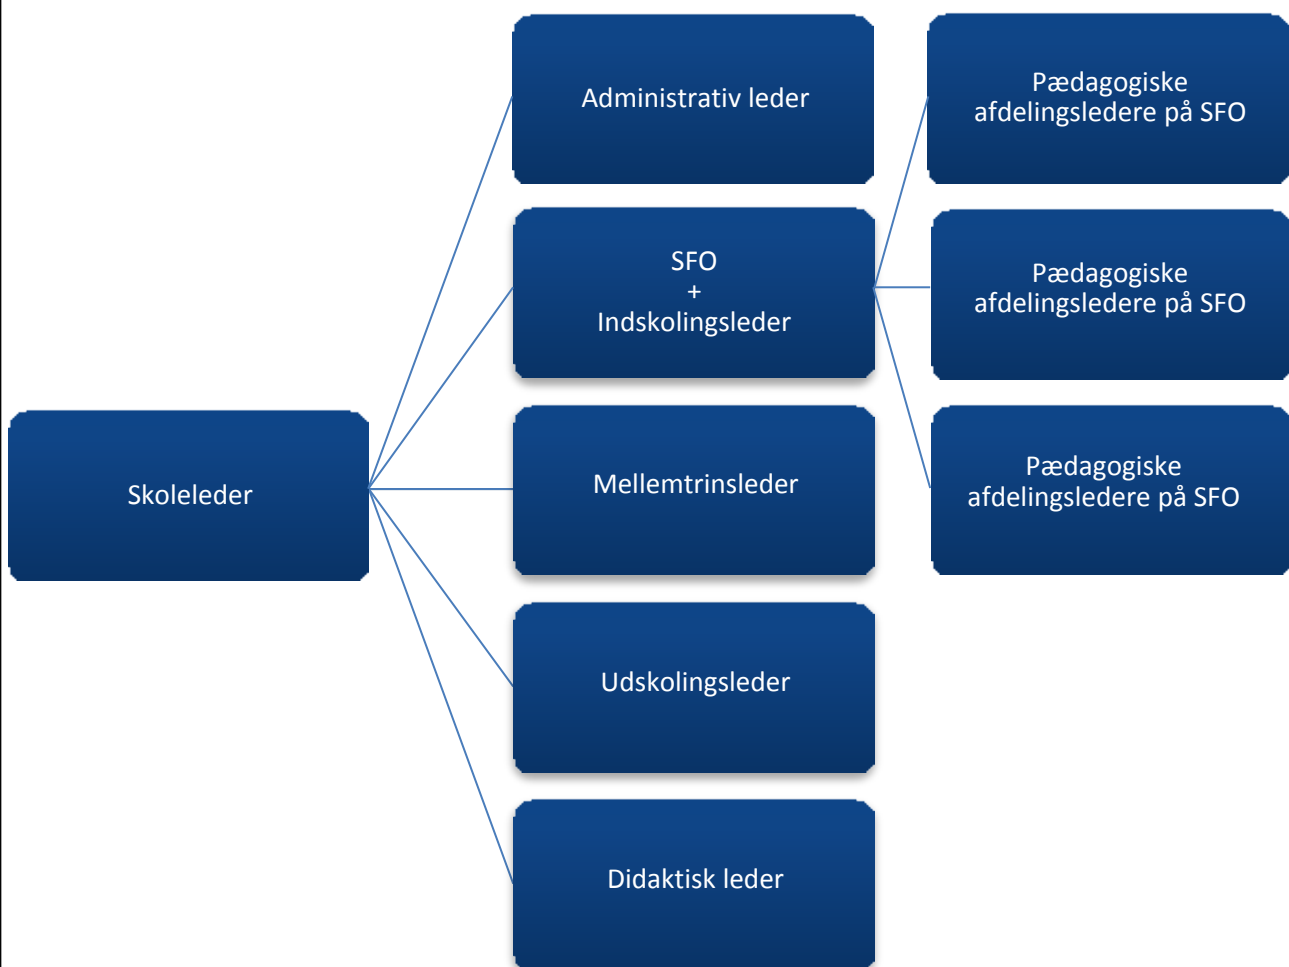 Skoleleder
Administrativ leder
SFO
+
Indskolingsleder
Mellemtrinsleder
Udskolingsleder
Didaktisk leder
Pædagogiske
afdelingsledere på SFO
Pædagogiske
afdelingsledere på SFO
Pædagogiske
afdelingsledere på SFO